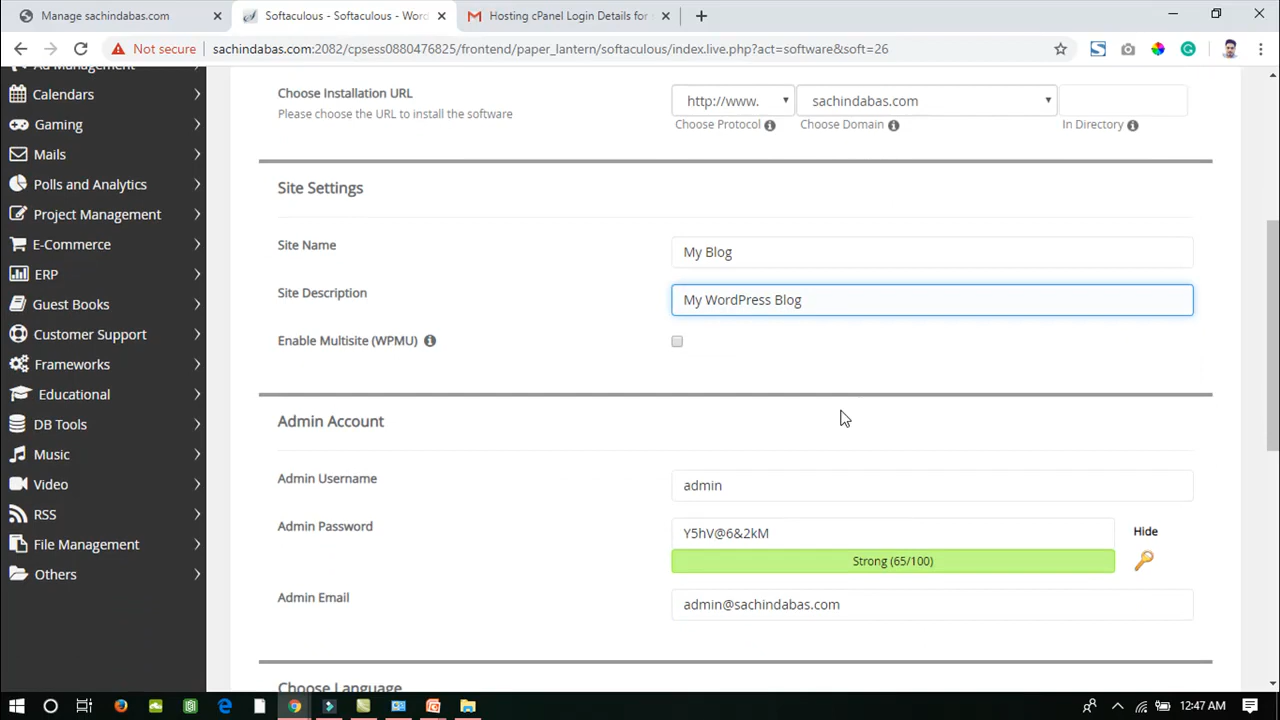 Manage sachindabas.com
Softaculous - Softaculous - Word
Hosting cPanel Login Details for
Not secure
sachindabas.com:2082/cpsess0880476825/frontend/paper_lantern/softaculous/index.live.php?act=software&soft=26
Ad Management
Calendars
Gaming
Mails
Polls and Analytics
Project Management
E-Commerce
ERP
Guest Books
Customer Support
Frameworks
Educational
DB Tools
Music
Video
RSS
File Management
Others
Choose Installation URL
Please choose the URL to install the software
http://www.
sachindabas.com
Choose Protocol
Choose Domain
In Directory
Site Settings
Site Name
My Blog
Site Description
My WordPress Blog
Enable Multisite (WPMU)
Admin Account
Admin Username
admin
Admin Password
Y5hV@6&2kM
Hide
Strong (65/100)
Admin Email
admin@sachindabas.com
Choose Language
12:47 AM